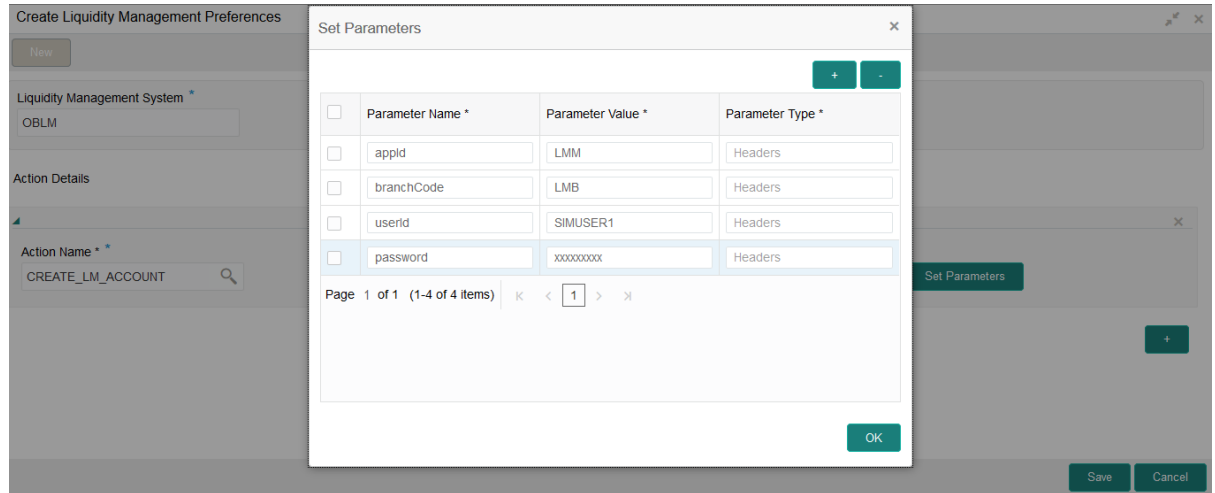 Create Liquidity Management Preferences
New
Liquidity Management System *
OBLM
Action Details
Action Name * *
CREATE_LM_ACCOUNT
Set Parameters
+
Save Cancel
Set Parameters
+ -
Parameter Name * Parameter Value * Parameter Type *
appId LMM Headers
branchCode LMB Headers
userId SIMUSER1 Headers
password xxxxxxxxx Headers
Page 1 of 1 (1-4 of 4 items) 1
OK